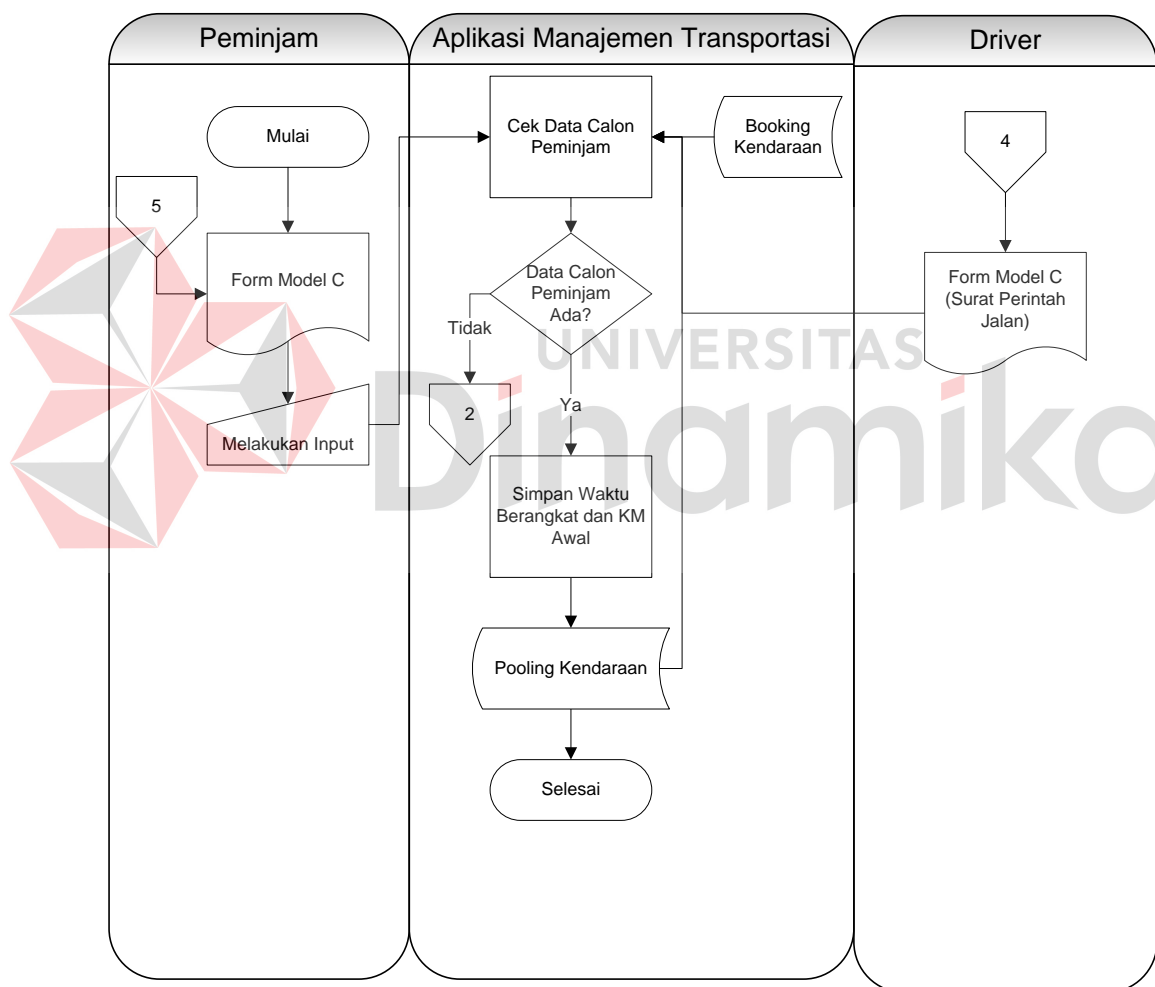 Peminjam
Aplikasi Manajemen Transportasi
Driver
Mulai
Cek Data Calon
Peminjam
Booking
Kendaraan
4
5
Form Model C
Data Calon
Peminjam
Ada?
Form Model C
(Surat Perintah
Jalan)
Tidak
UNIVERSITAS
Dinamika
2
Ya
Melakukan Input
Simpan Waktu
Berangkat dan KM
Awal
Pooling Kendaraan
Selesai